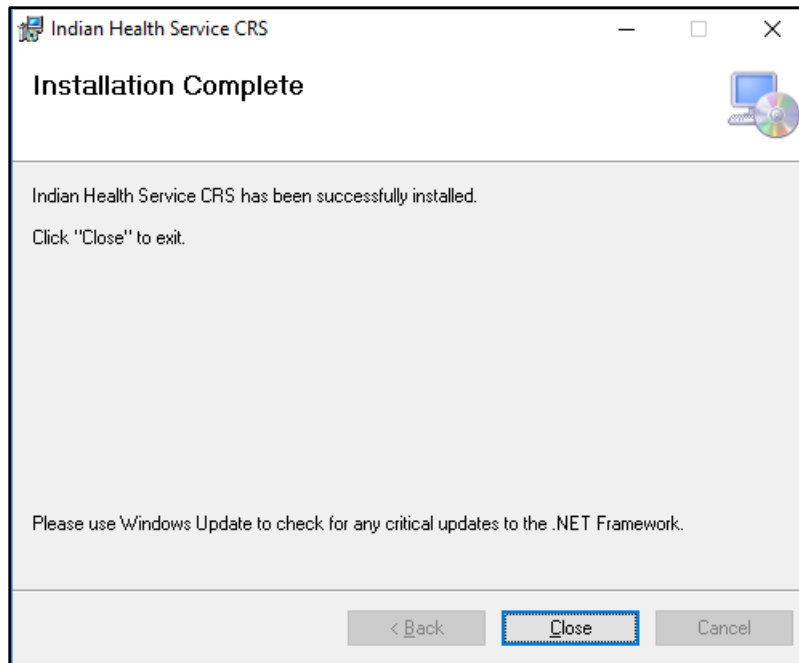 Indian Health Service CRS
Installation Complete
Indian Health Service CRS has been successfully installed.
Click "Close" to exit.
Please use Windows Update to check for any critical updates to the .NET Framework.
< Back
Close
Cancel